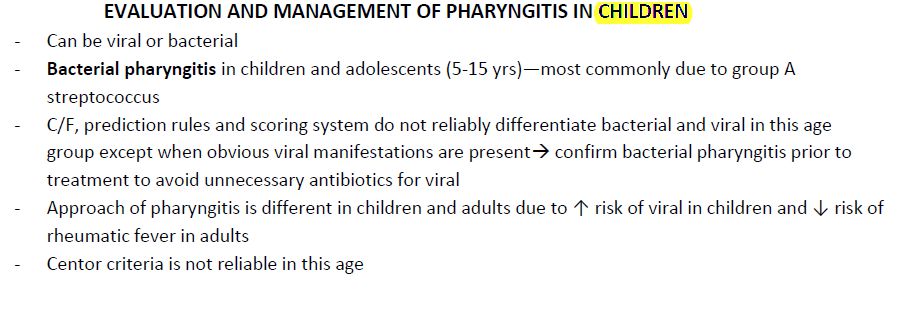 EVALUATION AND MANAGEMENT OF PHARYNGITIS IN CHILDREN
- Can be viral or bacterial
- Bacterial pharyngitis in children and adolescents (5-15 yrs)—most commonly due to group A
streptococcus
- C/F, prediction rules and scoring system do not reliably differentiate bacterial and viral in this age
group except when obvious viral manifestations are present→ confirm bacterial pharyngitis prior to
treatment to avoid unnecessary antibiotics for viral
- Approach of pharyngitis is different in children and adults due to ↑ risk of viral in children and ↓ risk of
rheumatic fever in adults
- Centor criteria is not reliable in this age